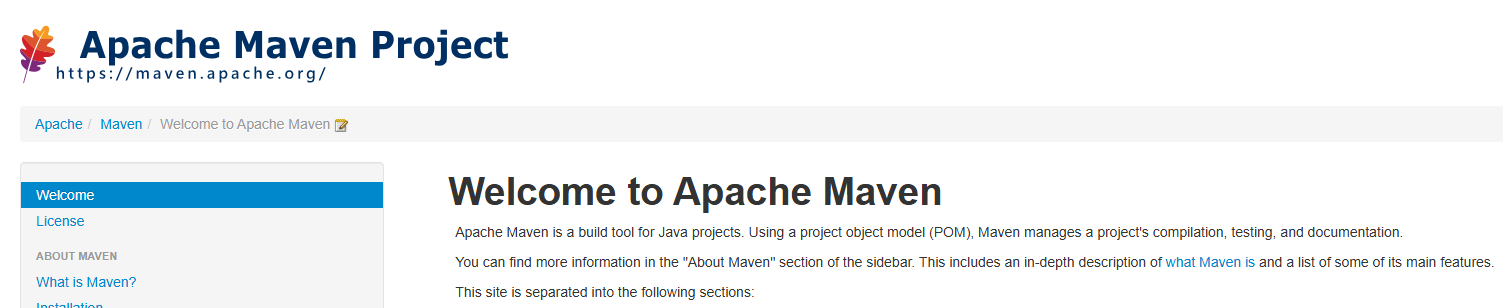 Apache Maven Project
https://maven.apache.org/
Apache / Maven / Welcome to Apache Maven
Welcome
License
ABOUT MAVEN
What is Maven?
Installation
Welcome to Apache Maven
Apache Maven is a build tool for Java projects. Using a project object model (POM), Maven manages a project's compilation, testing, and documentation.
You can find more information in the "About Maven" section of the sidebar. This includes an in-depth description of what Maven is and a list of some of its main features.
This site is separated into the following sections: